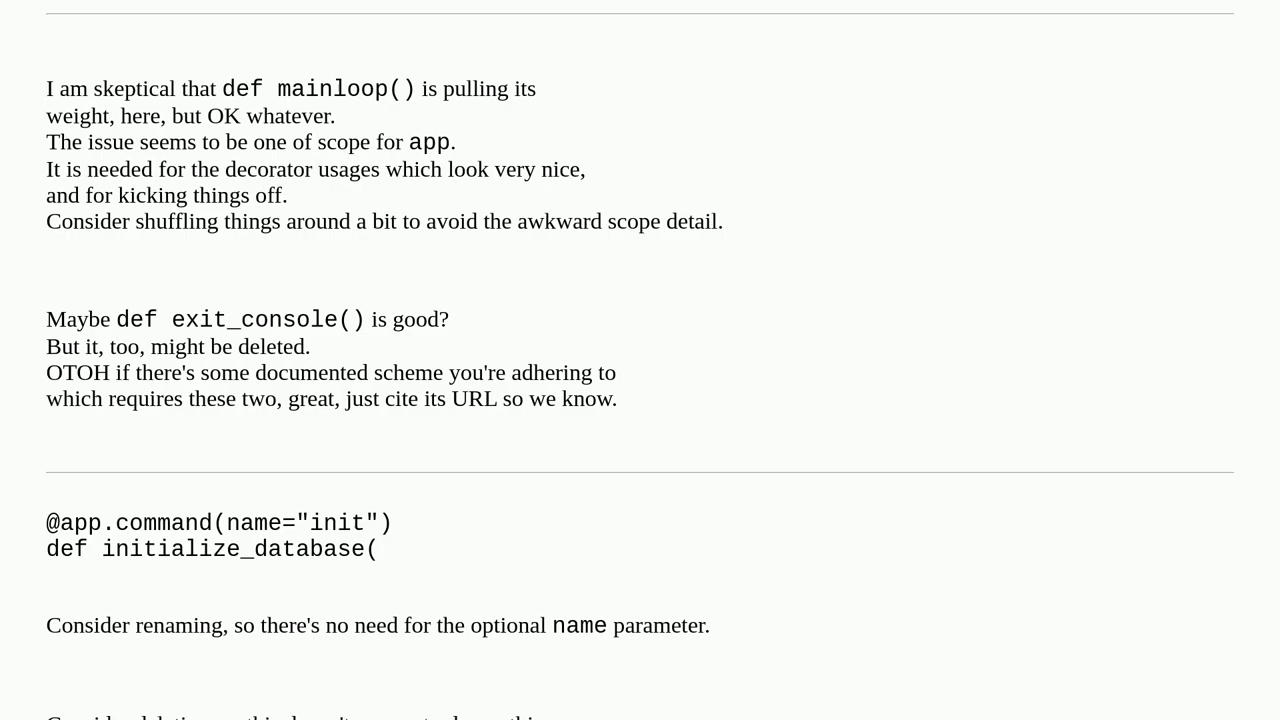 I am skeptical that def mainloop() is pulling its
weight, here, but OK whatever.
The issue seems to be one of scope for app.
It is needed for the decorator usages which look very nice,
and for kicking things off.
Consider shuffling things around a bit to avoid the awkward scope detail.
Maybe def exit_console() is good?
But it, too, might be deleted.
OTOH if there's some documented scheme you're adhering to
which requires these two, great, just cite its URL so we know.
@app.command(name="init")
def initialize_database(
Consider renaming, so there's no need for the optional name parameter.